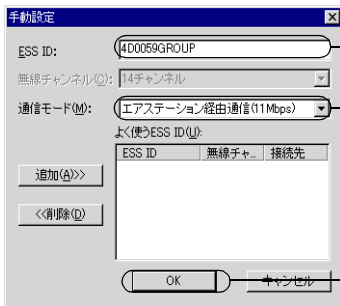 手動設定
ESS ID: 4D0059GROUP
無線チャンネル(C): 14チャンネル
通信モード(M): エアステーション経由通信(11Mbps)
よく使うESS ID(U):
ESS ID 無線チャ... 接続先
追加(A)>>
<<削除(D)
OK キャンセル